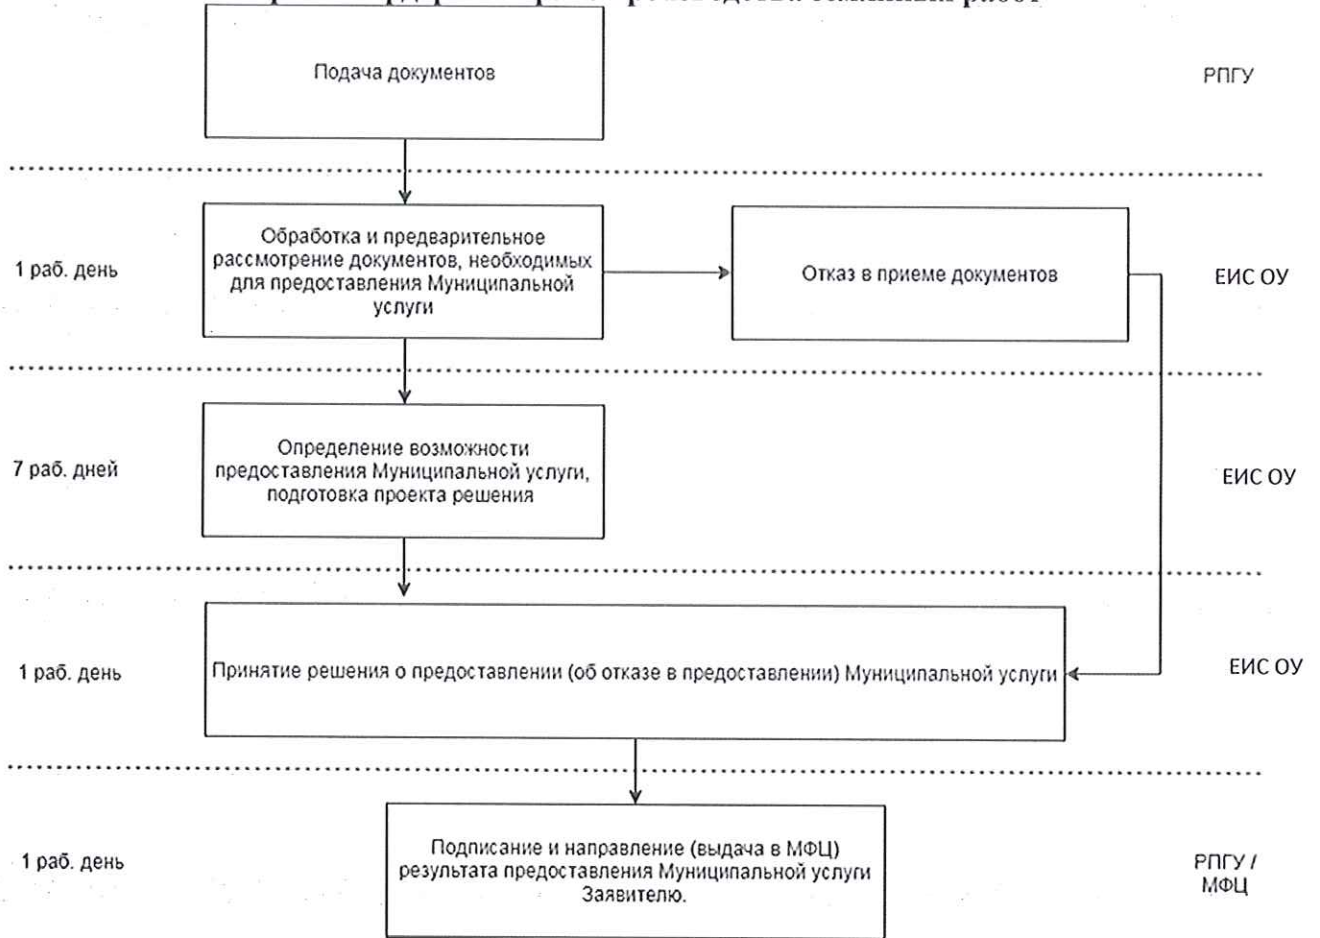 работ
Подача документов
РПГУ
1 раб. день
Обработка и предварительное
рассмотрение документов, необходимых
для предоставления Муниципальной
услуги
Отказ в приеме документов
ЕИС ОУ
7 раб. дней
Определение возможности
предоставления Муниципальной услуги,
подготовка проекта решения
ЕИС ОУ
1 раб. день
Принятие решения о предоставлении (об отказе в предоставлении) Муниципальной услуги
ЕИС ОУ
1 раб. день
Подписание и направление (выдача в МФЦ)
результата предоставления Муниципальной услуги
Заявителю.
РПГУ /
МФЦ